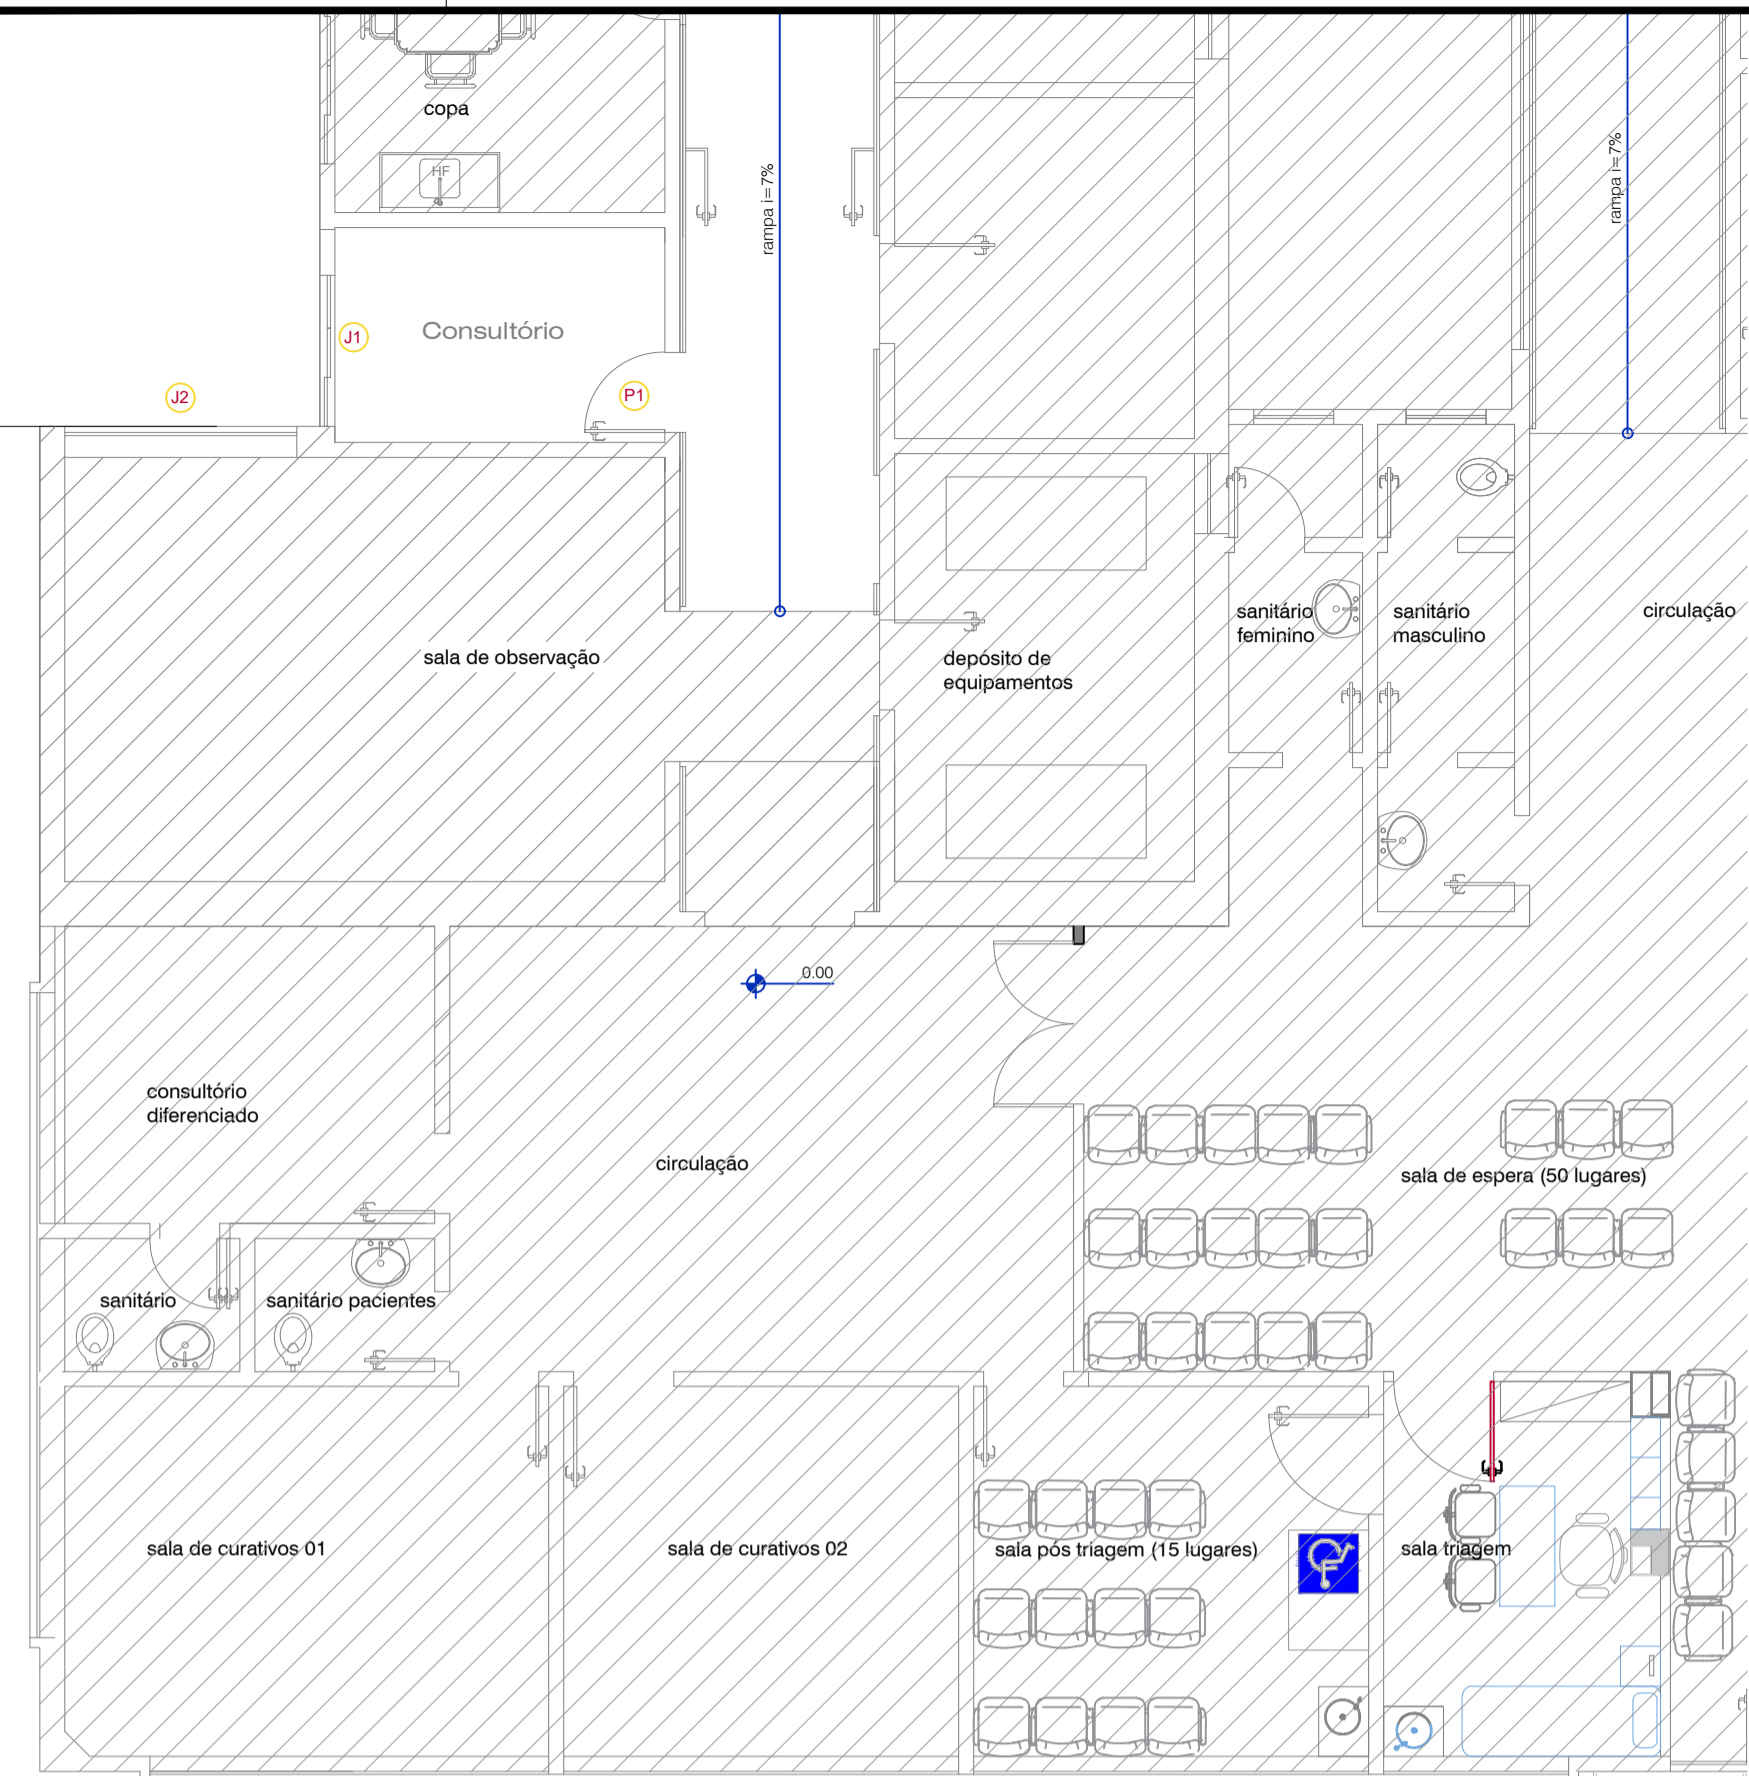 copa
HF
rampa i=7%
rampa i=7%
J1
Consultório
J2
P1
sanitário
feminino
sanitário
masculino
circulação
sala de observação
depósito de
equipamentos
0.00
consultório
diferenciado
circulação
sala de espera (50 lugares)
sanitário
sanitário pacientes
sala de curativos 01
sala de curativos 02
sala pós triagem (15 lugares)
sala triagem